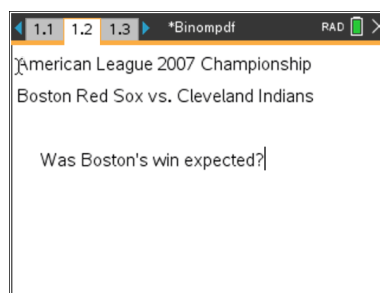 1.1 1.2 1.3 *Binompdf RAD
American League 2007 Championship
Boston Red Sox vs. Cleveland Indians
Was Boston's win expected?